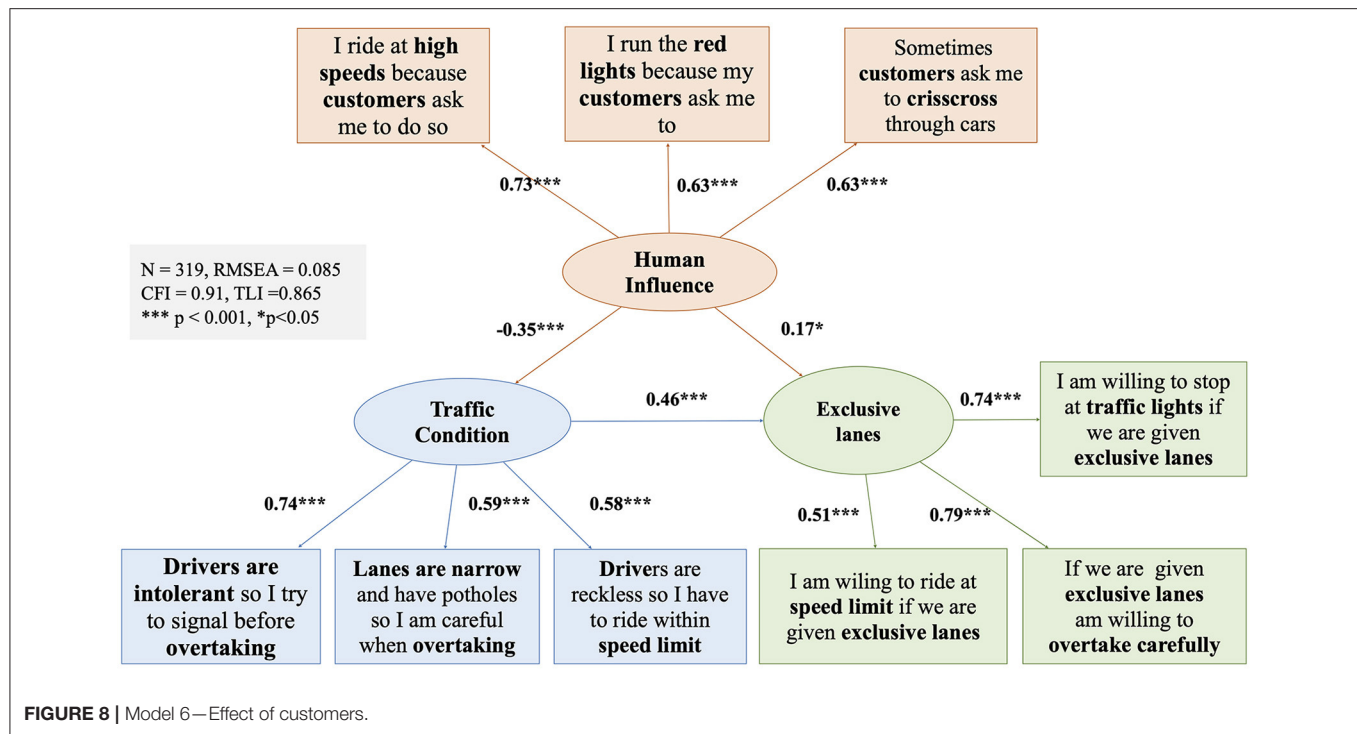 I ride at high
speeds because
customers ask
me to do so
I run the red
lights because my
customers ask me
to
Sometimes
customers ask me
to crisscross
through cars
0.73***
0.63***
0.63***
Human
Influence
N = 319, RMSEA = 0.085
CFI = 0.91, TLI =0.865
*** p < 0.001, *p<0.05
-0.35***
0.17*
Traffic
Condition
0.46***
Exclusive
lanes
0.74***
I am willing to stop
at traffic lights if
we are given
exclusive lanes
0.74***
0.59***
0.58***
0.51***
0.79***
Drivers are
intolerant so I try
to signal before
overtaking
Lanes are narrow
and have potholes
so I am careful
when overtaking
Drivers are
reckless so I have
to ride within
speed limit
I am wiling to ride at
speed limit if we are
given exclusive lanes
If we are given
exclusive lanes
am willing to
overtake carefully
FIGURE 8 | Model 6—Effect of customers.